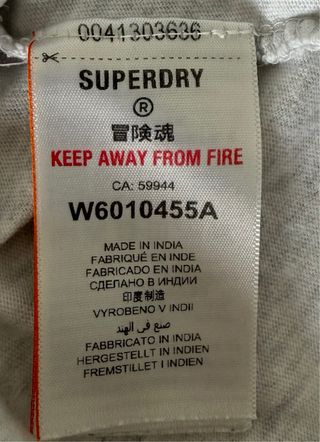 0041303636
SUPERDRY
®
冒険魂
KEEP AWAY FROM FIRE
CA: 59944
W6010455A
MADE IN INDIA
FABRIQUÉ EN INDE
FABRICADO EN INDIA
СДЕЛАНО В ИНДИИ
印度制造
VYROBENO V INDII
صنع في الهند
FABBRICATO IN INDIA
HERGESTELLT IN INDIEN
FREMSTILLET I INDIEN